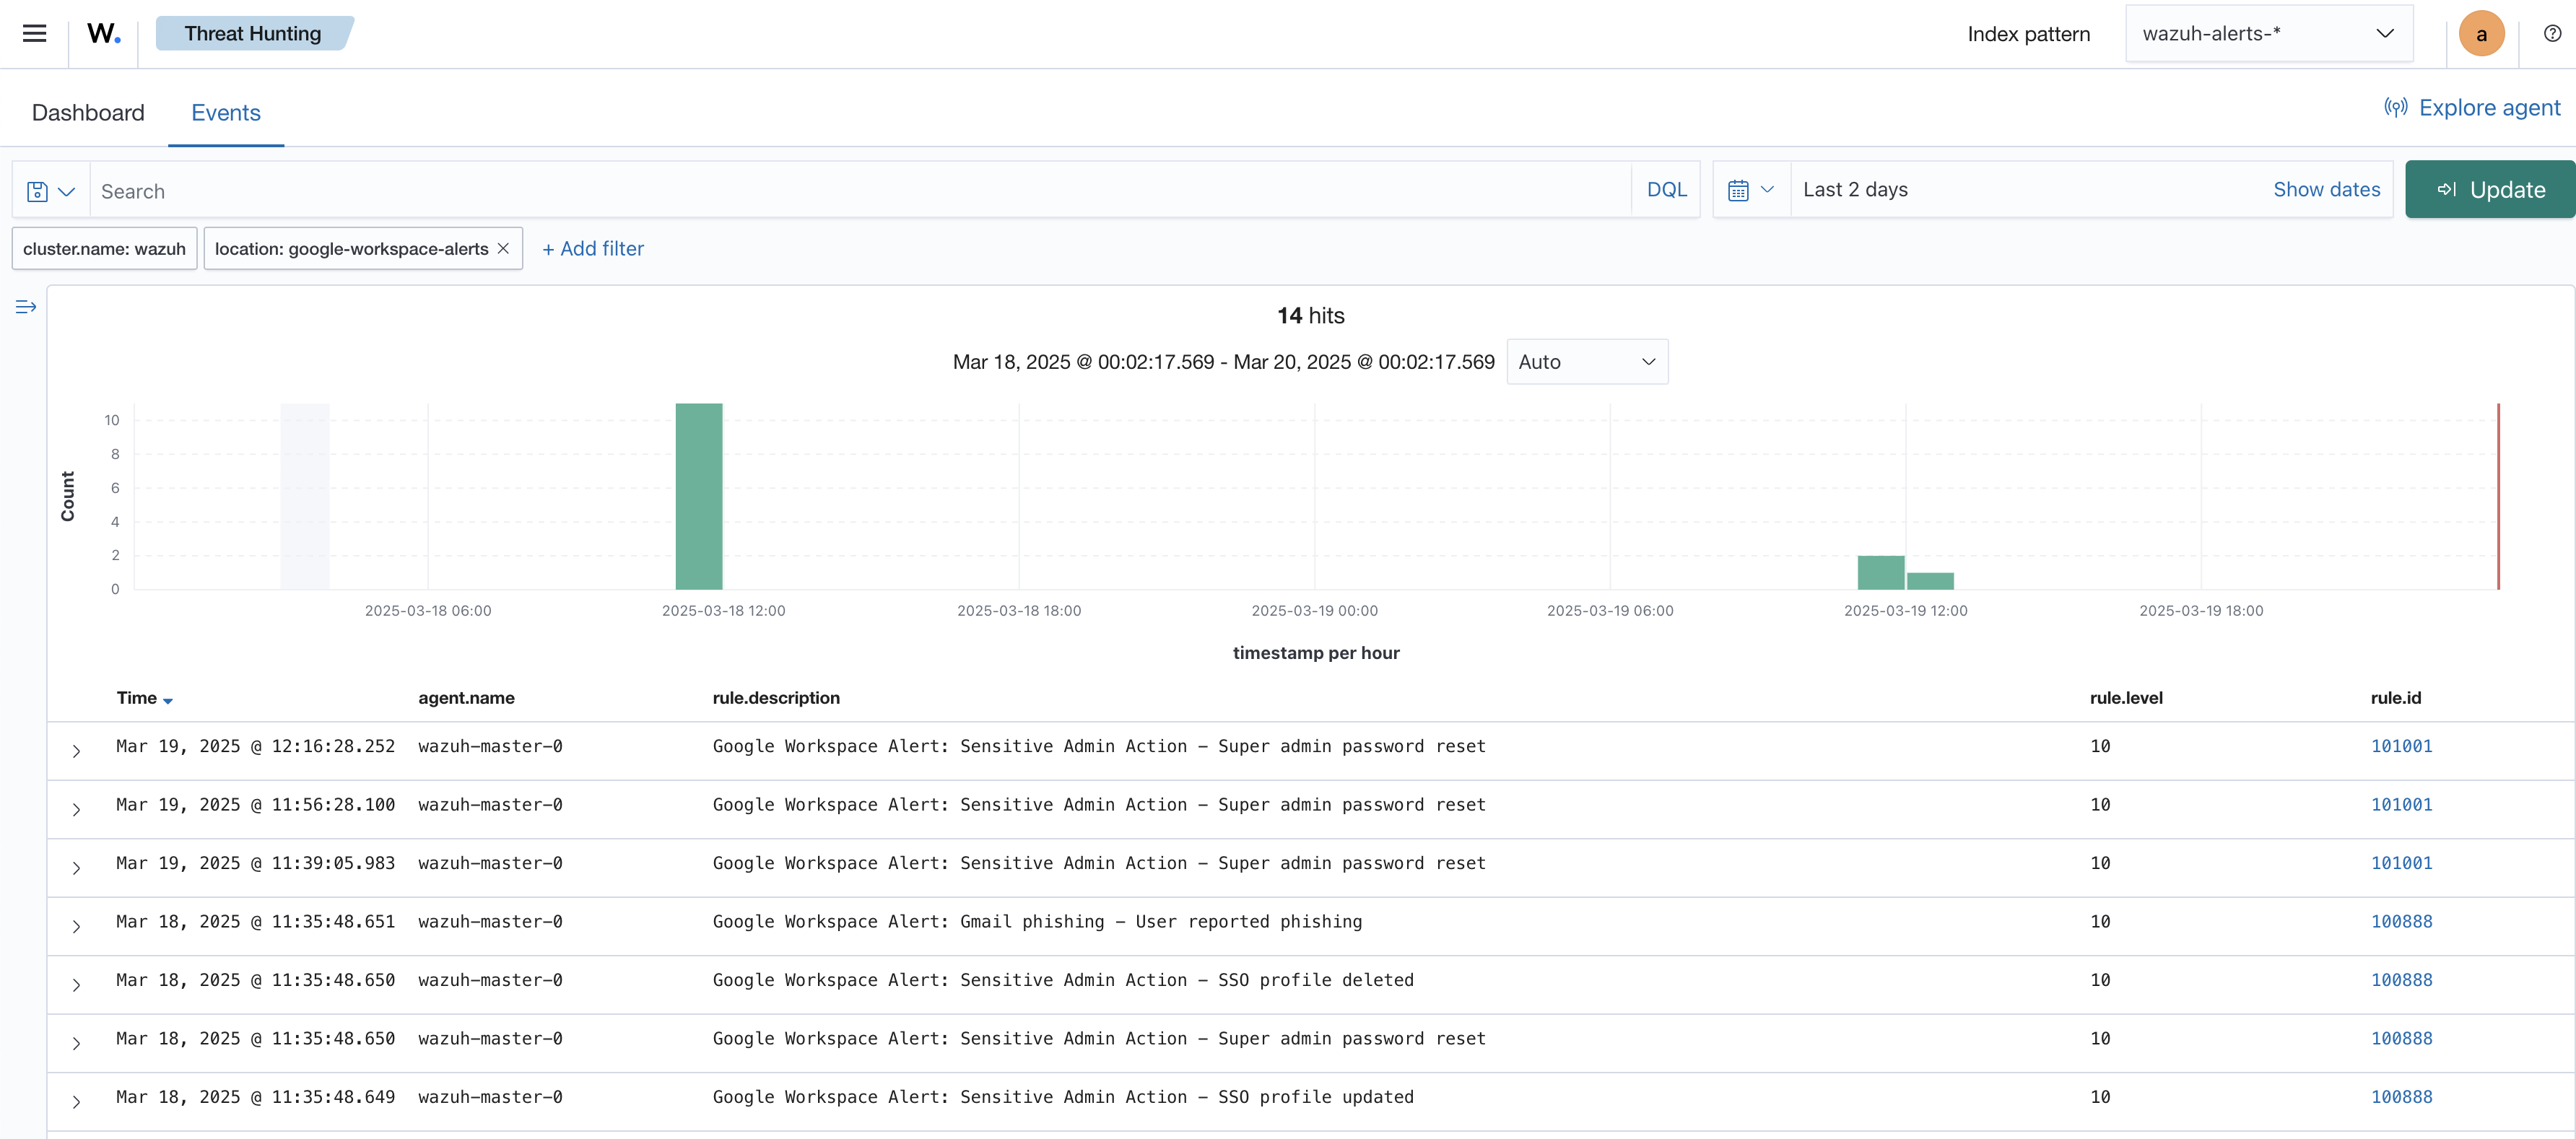 W. Threat Hunting Index pattern wazuh-alerts-* a
Dashboard Events Explore agent
Search DQL Last 2 days Show dates Update
cluster.name: wazuh location: google-workspace-alerts + Add filter
14 hits
Mar 18, 2025 @ 00:02:17.569 - Mar 20, 2025 @ 00:02:17.569 Auto
Count
10
8
6
4
2
0
2025-03-18 06:00 2025-03-18 12:00 2025-03-18 18:00 2025-03-19 00:00 2025-03-19 06:00 2025-03-19 12:00 2025-03-19 18:00
timestamp per hour
Time agent.name rule.description rule.level rule.id
Mar 19, 2025 @ 12:16:28.252 wazuh-master-0 Google Workspace Alert: Sensitive Admin Action – Super admin password reset 10 101001
Mar 19, 2025 @ 11:56:28.100 wazuh-master-0 Google Workspace Alert: Sensitive Admin Action – Super admin password reset 10 101001
Mar 19, 2025 @ 11:39:05.983 wazuh-master-0 Google Workspace Alert: Sensitive Admin Action – Super admin password reset 10 101001
Mar 18, 2025 @ 11:35:48.651 wazuh-master-0 Google Workspace Alert: Gmail phishing – User reported phishing 10 100888
Mar 18, 2025 @ 11:35:48.650 wazuh-master-0 Google Workspace Alert: Sensitive Admin Action – SSO profile deleted 10 100888
Mar 18, 2025 @ 11:35:48.650 wazuh-master-0 Google Workspace Alert: Sensitive Admin Action – Super admin password reset 10 100888
Mar 18, 2025 @ 11:35:48.649 wazuh-master-0 Google Workspace Alert: Sensitive Admin Action – SSO profile updated 10 100888